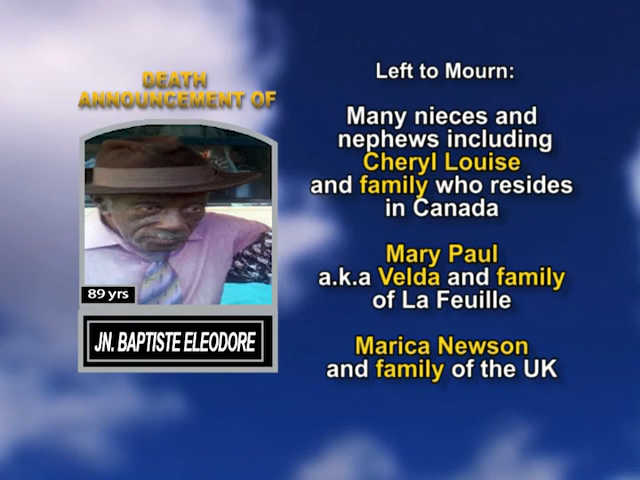 DEATH
ANNOUNCEMENT OF
89 yrs
JN. BAPTISTE ELEODORE
Left to Mourn:
Many nieces and
nephews including
Cheryl Louise
and family who resides
in Canada
Mary Paul
a.k.a Velda and family
of La Feuille
Marica Newson
and family of the UK